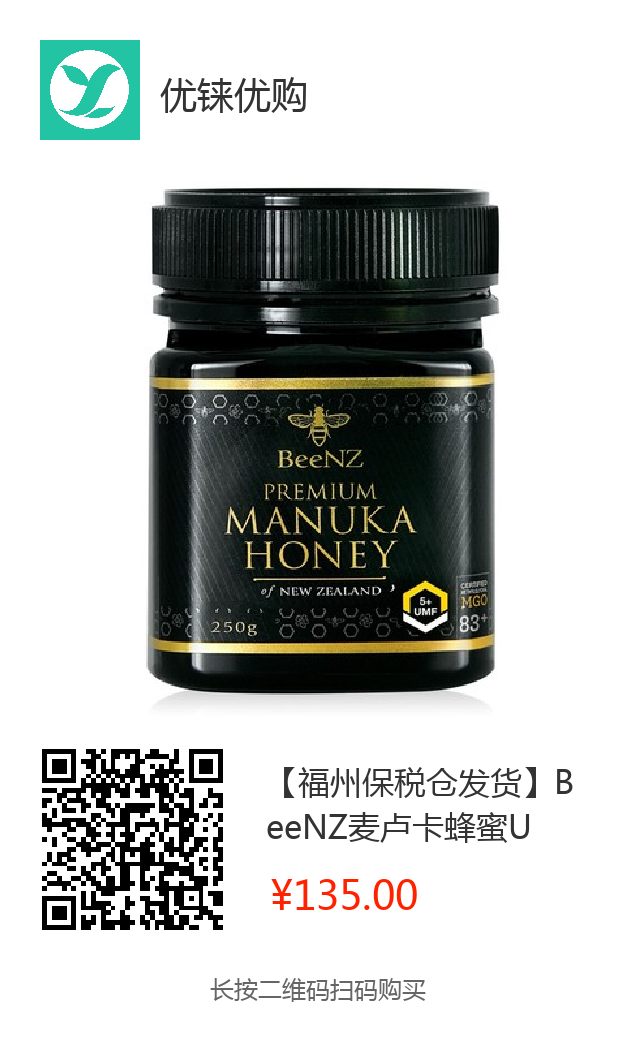 优铼优购
BeeNZ
PREMIUM
MANUKA
HONEY
of NEW ZEALAND
5+
UMF
CERTIFIED
MGO
83+
250g
【福州保税仓发货】B
eeNZ麦卢卡蜂蜜U
¥135.00
长按二维码扫码购买